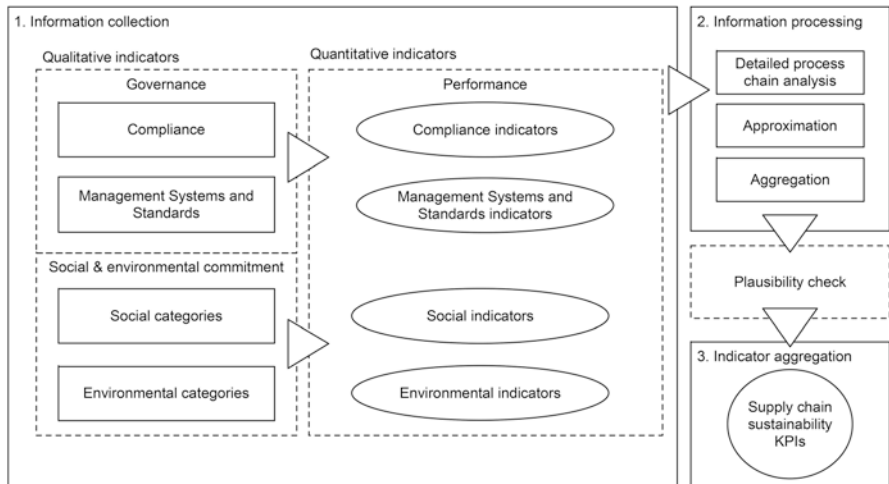 1. Information collection
Qualitative indicators
Governance
Compliance
Management Systems and
Standards
Social & environmental commitment
Social categories
Environmental categories
Quantitative indicators
Performance
Compliance indicators
Management Systems and
Standards indicators
Social indicators
Environmental indicators
2. Information processing
Detailed process
chain analysis
Approximation
Aggregation
Plausibility check
3. Indicator aggregation
Supply chain
sustainability
KPIs